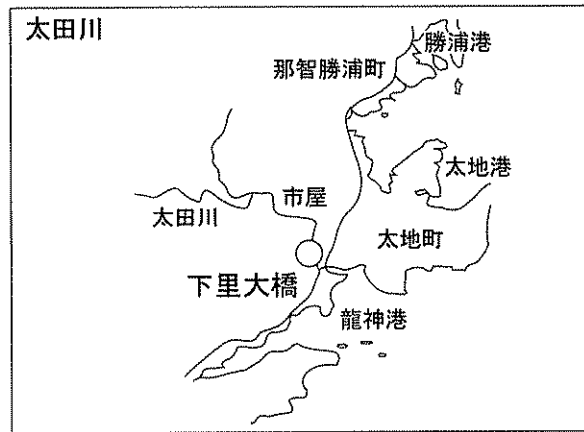 太田川
勝浦港
那智勝浦町
太地港
市屋
太田川
太地町
下里大橋
龍神港